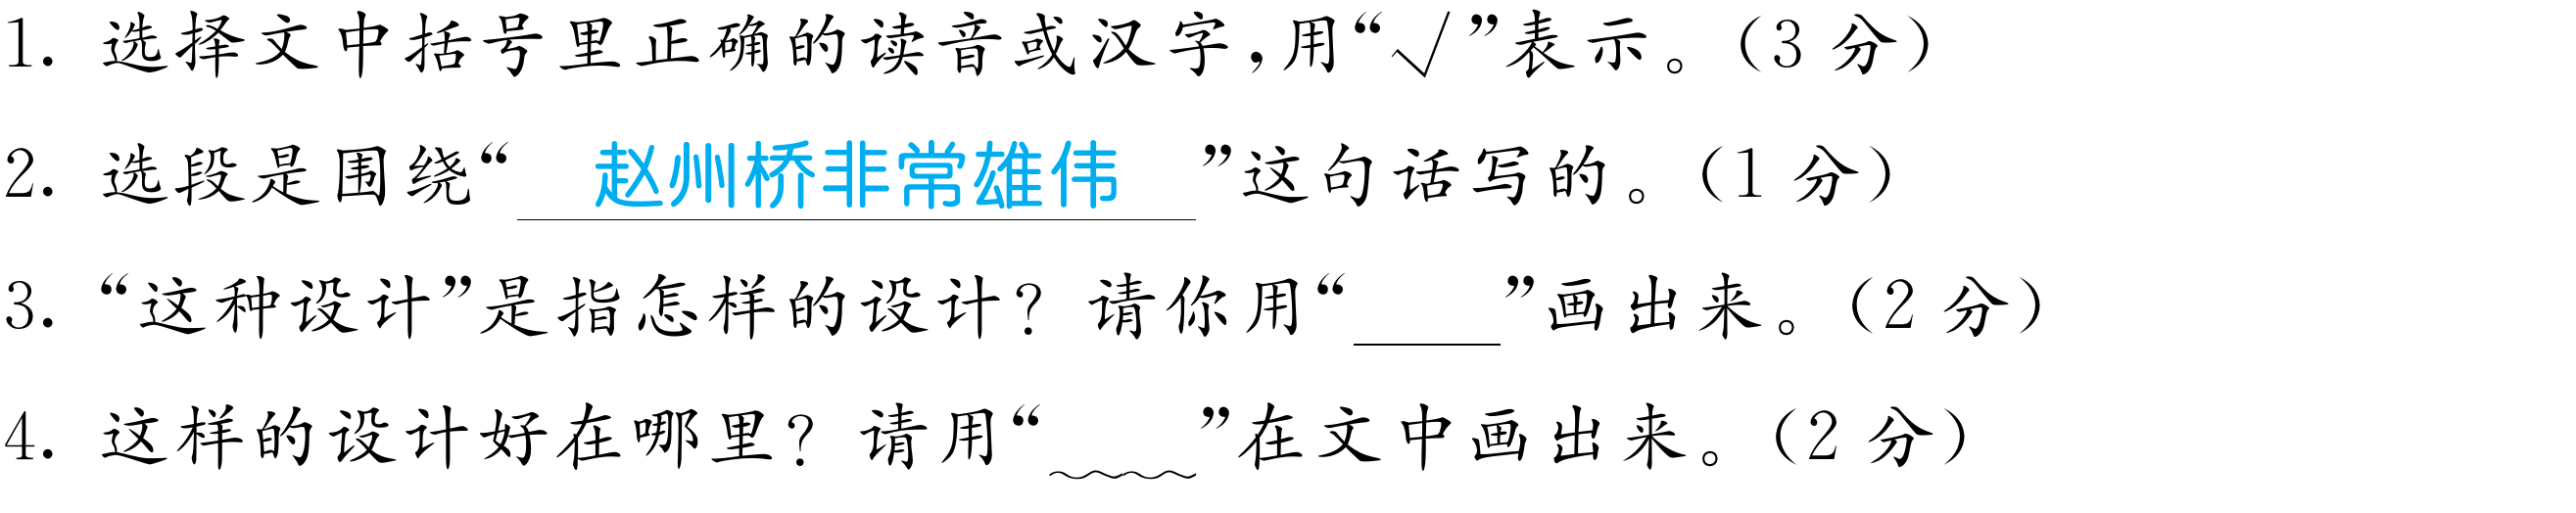 1. 选择文中括号里正确的读音或汉字,用“√”表示。(3 分)
2. 选段是围绕“赵州桥非常雄伟”这句话写的。(1 分)
3. “这种设计”是指怎样的设计? 请你用“____”画出来。(2 分)
4. 这样的设计好在哪里? 请用“﹏﹏”在文中画出来。(2 分)